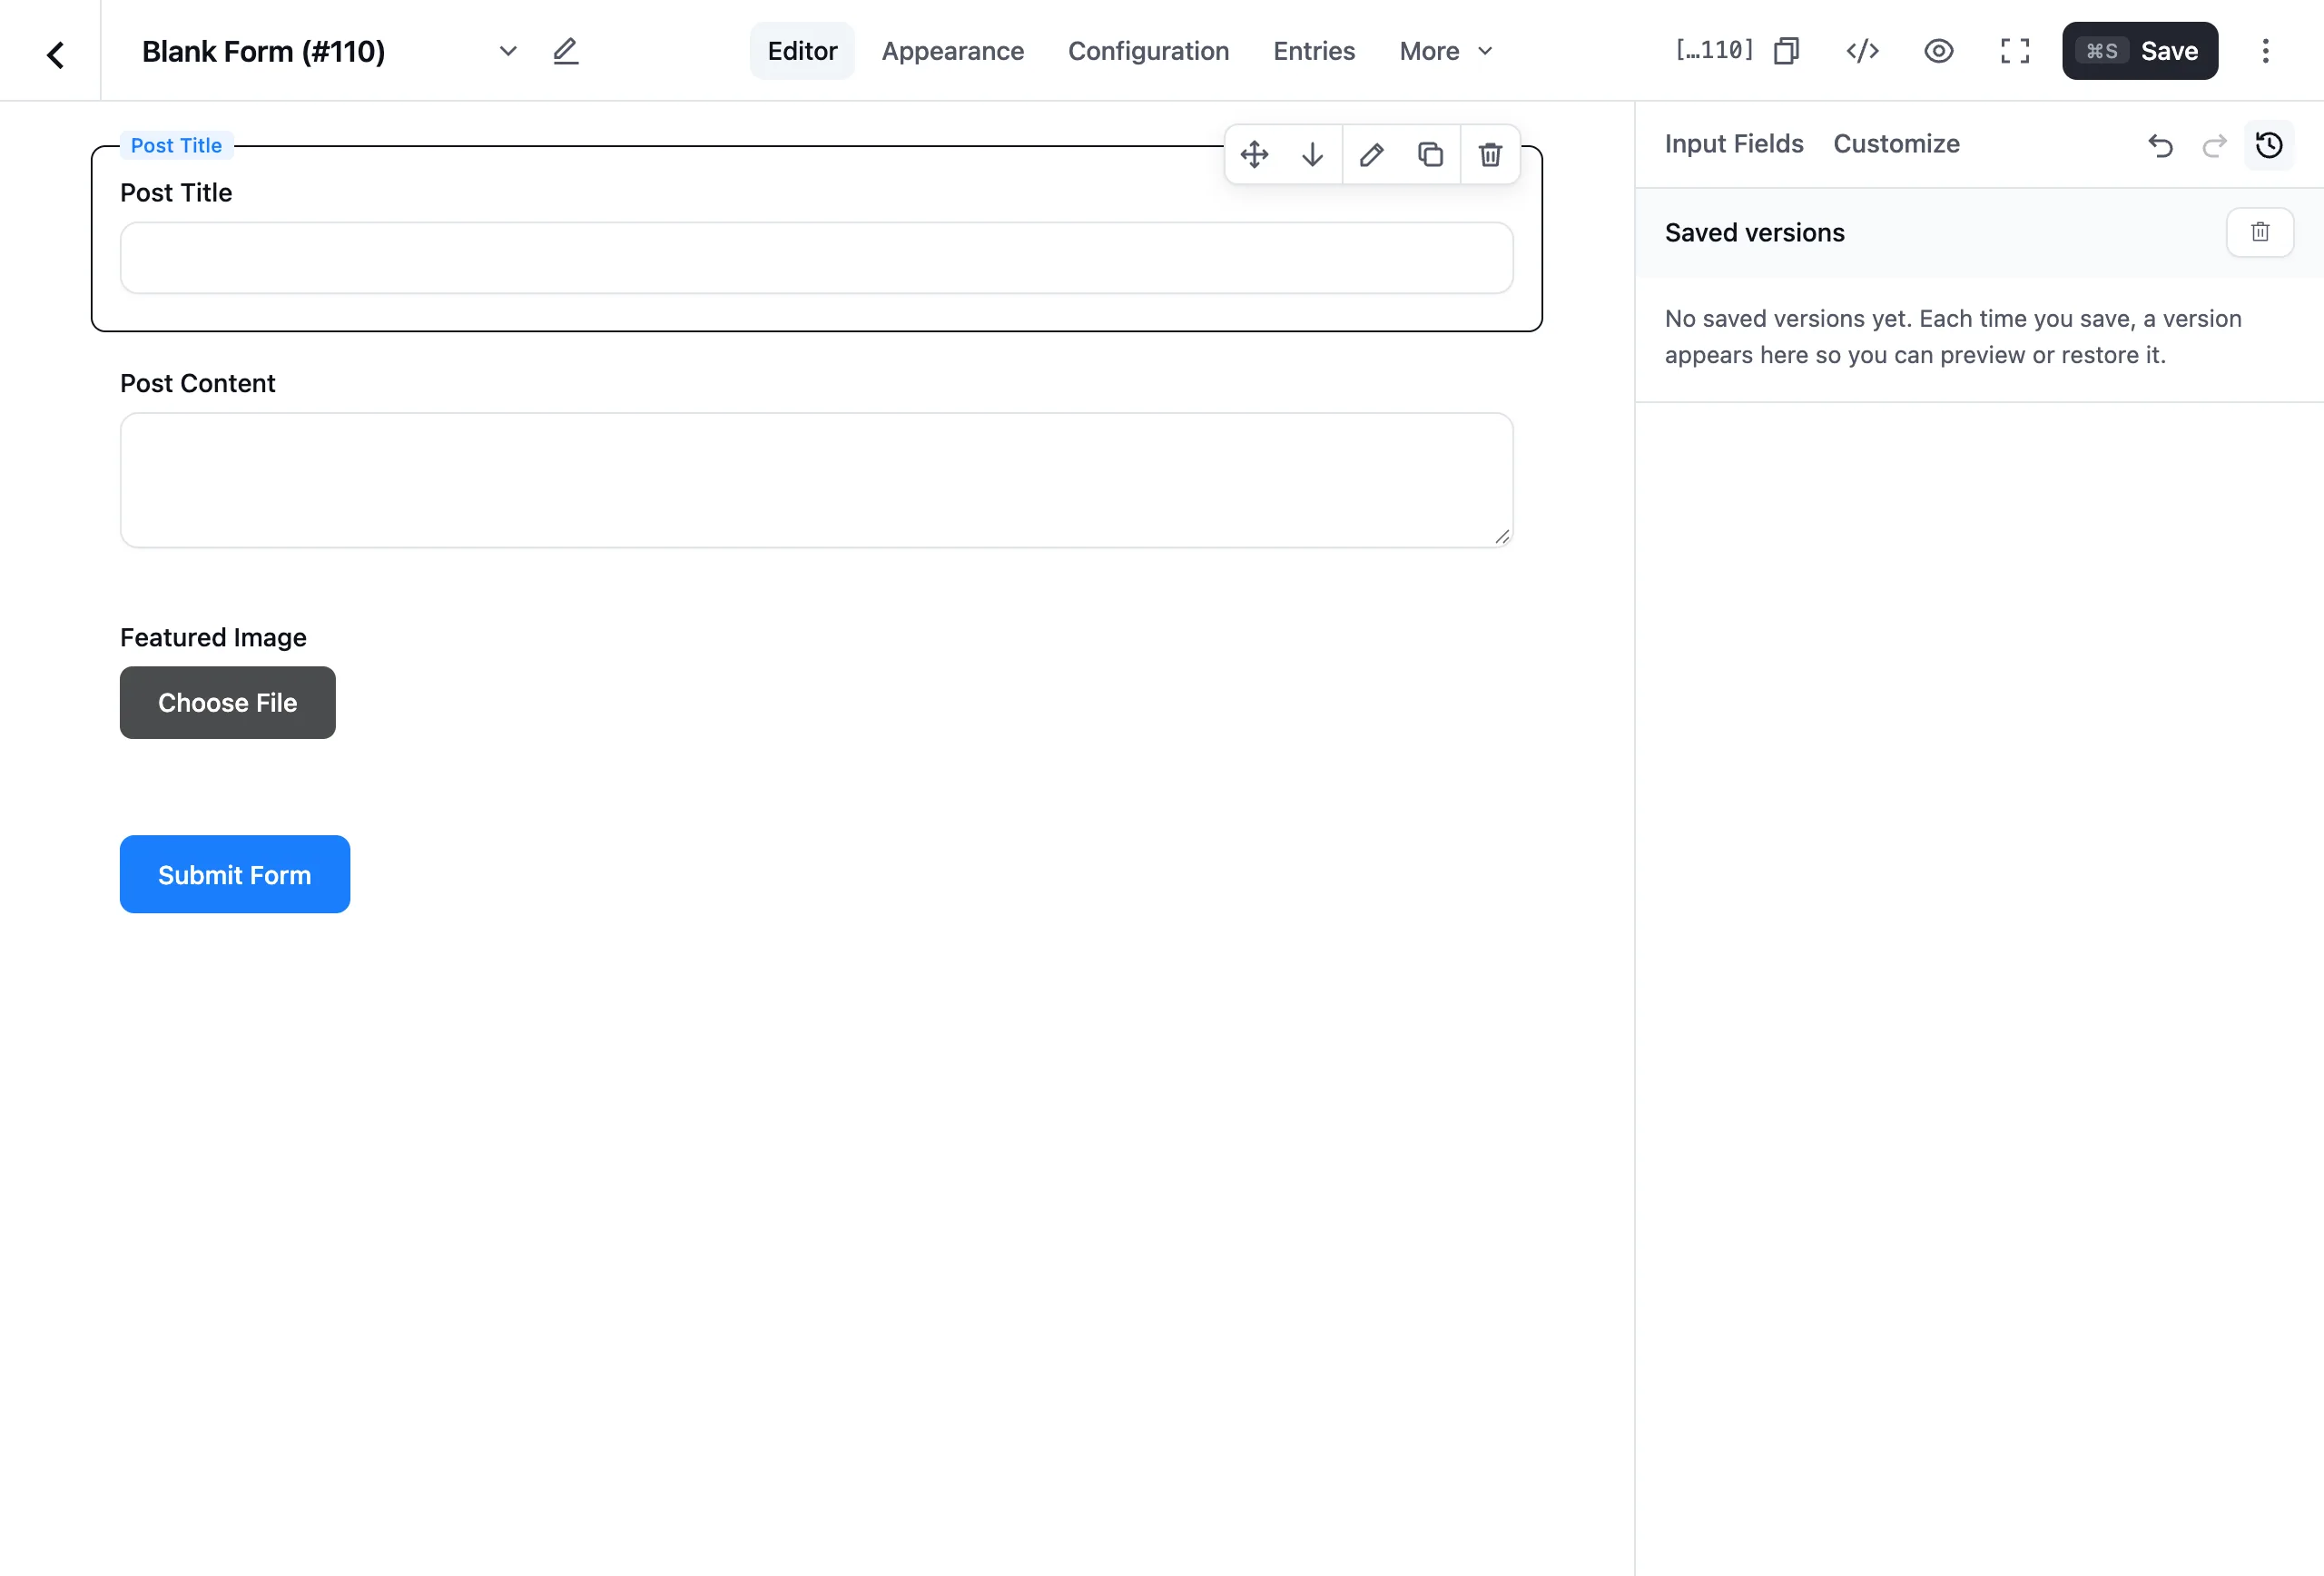 Blank Form (#110)
Editor
Appearance
Configuration
Entries
More
[…110]
⌘S Save
Post Title
Post Title
Post Content
Featured Image
Choose File
Submit Form
Input Fields
Customize
Saved versions
No saved versions yet. Each time you save, a version
appears here so you can preview or restore it.